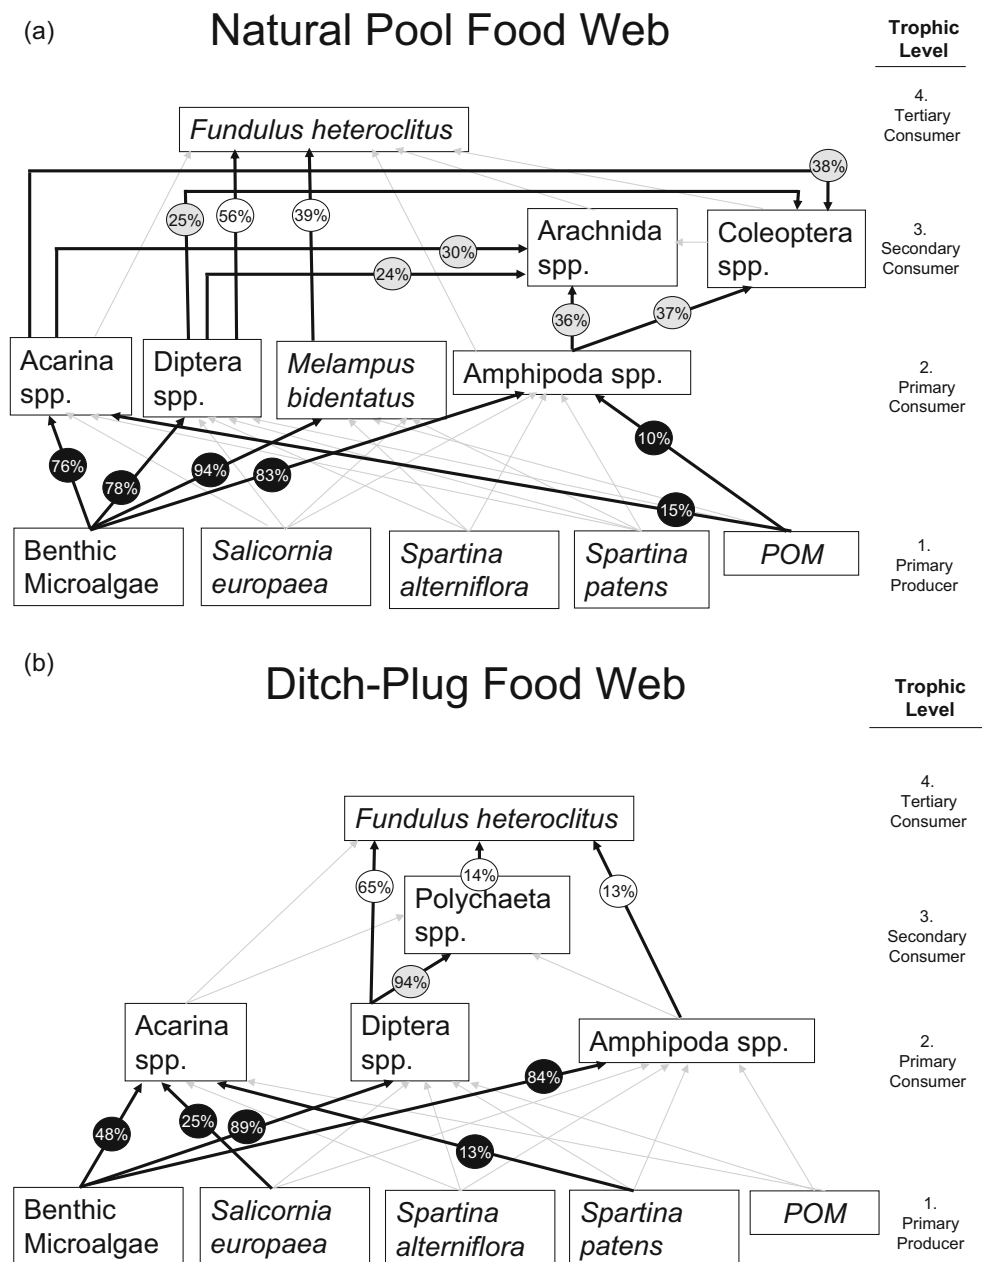 (a)
Natural Pool Food Web
Trophic
Level
4.
Tertiary
Consumer
Fundulus heteroclitus
38%
25%
56%
39%
Arachnida
spp.
Coleoptera
spp.
3.
Secondary
Consumer
30%
24%
36%
37%
Acarina
spp.
Diptera
spp.
Melampus
bidentatus
Amphipoda spp.
2.
Primary
Consumer
76%
78%
94%
83%
10%
15%
Benthic
Microalgae
Salicornia
europaea
Spartina
alterniflora
Spartina
patens
POM
1.
Primary
Producer
(b)
Ditch-Plug Food Web
Trophic
Level
4.
Tertiary
Consumer
Fundulus heteroclitus
65%
14%
13%
Polychaeta
spp.
3.
Secondary
Consumer
94%
Acarina
spp.
Diptera
spp.
Amphipoda spp.
2.
Primary
Consumer
48%
25%
89%
84%
13%
Benthic
Microalgae
Salicornia
europaea
Spartina
alterniflora
Spartina
patens
POM
1.
Primary
Producer